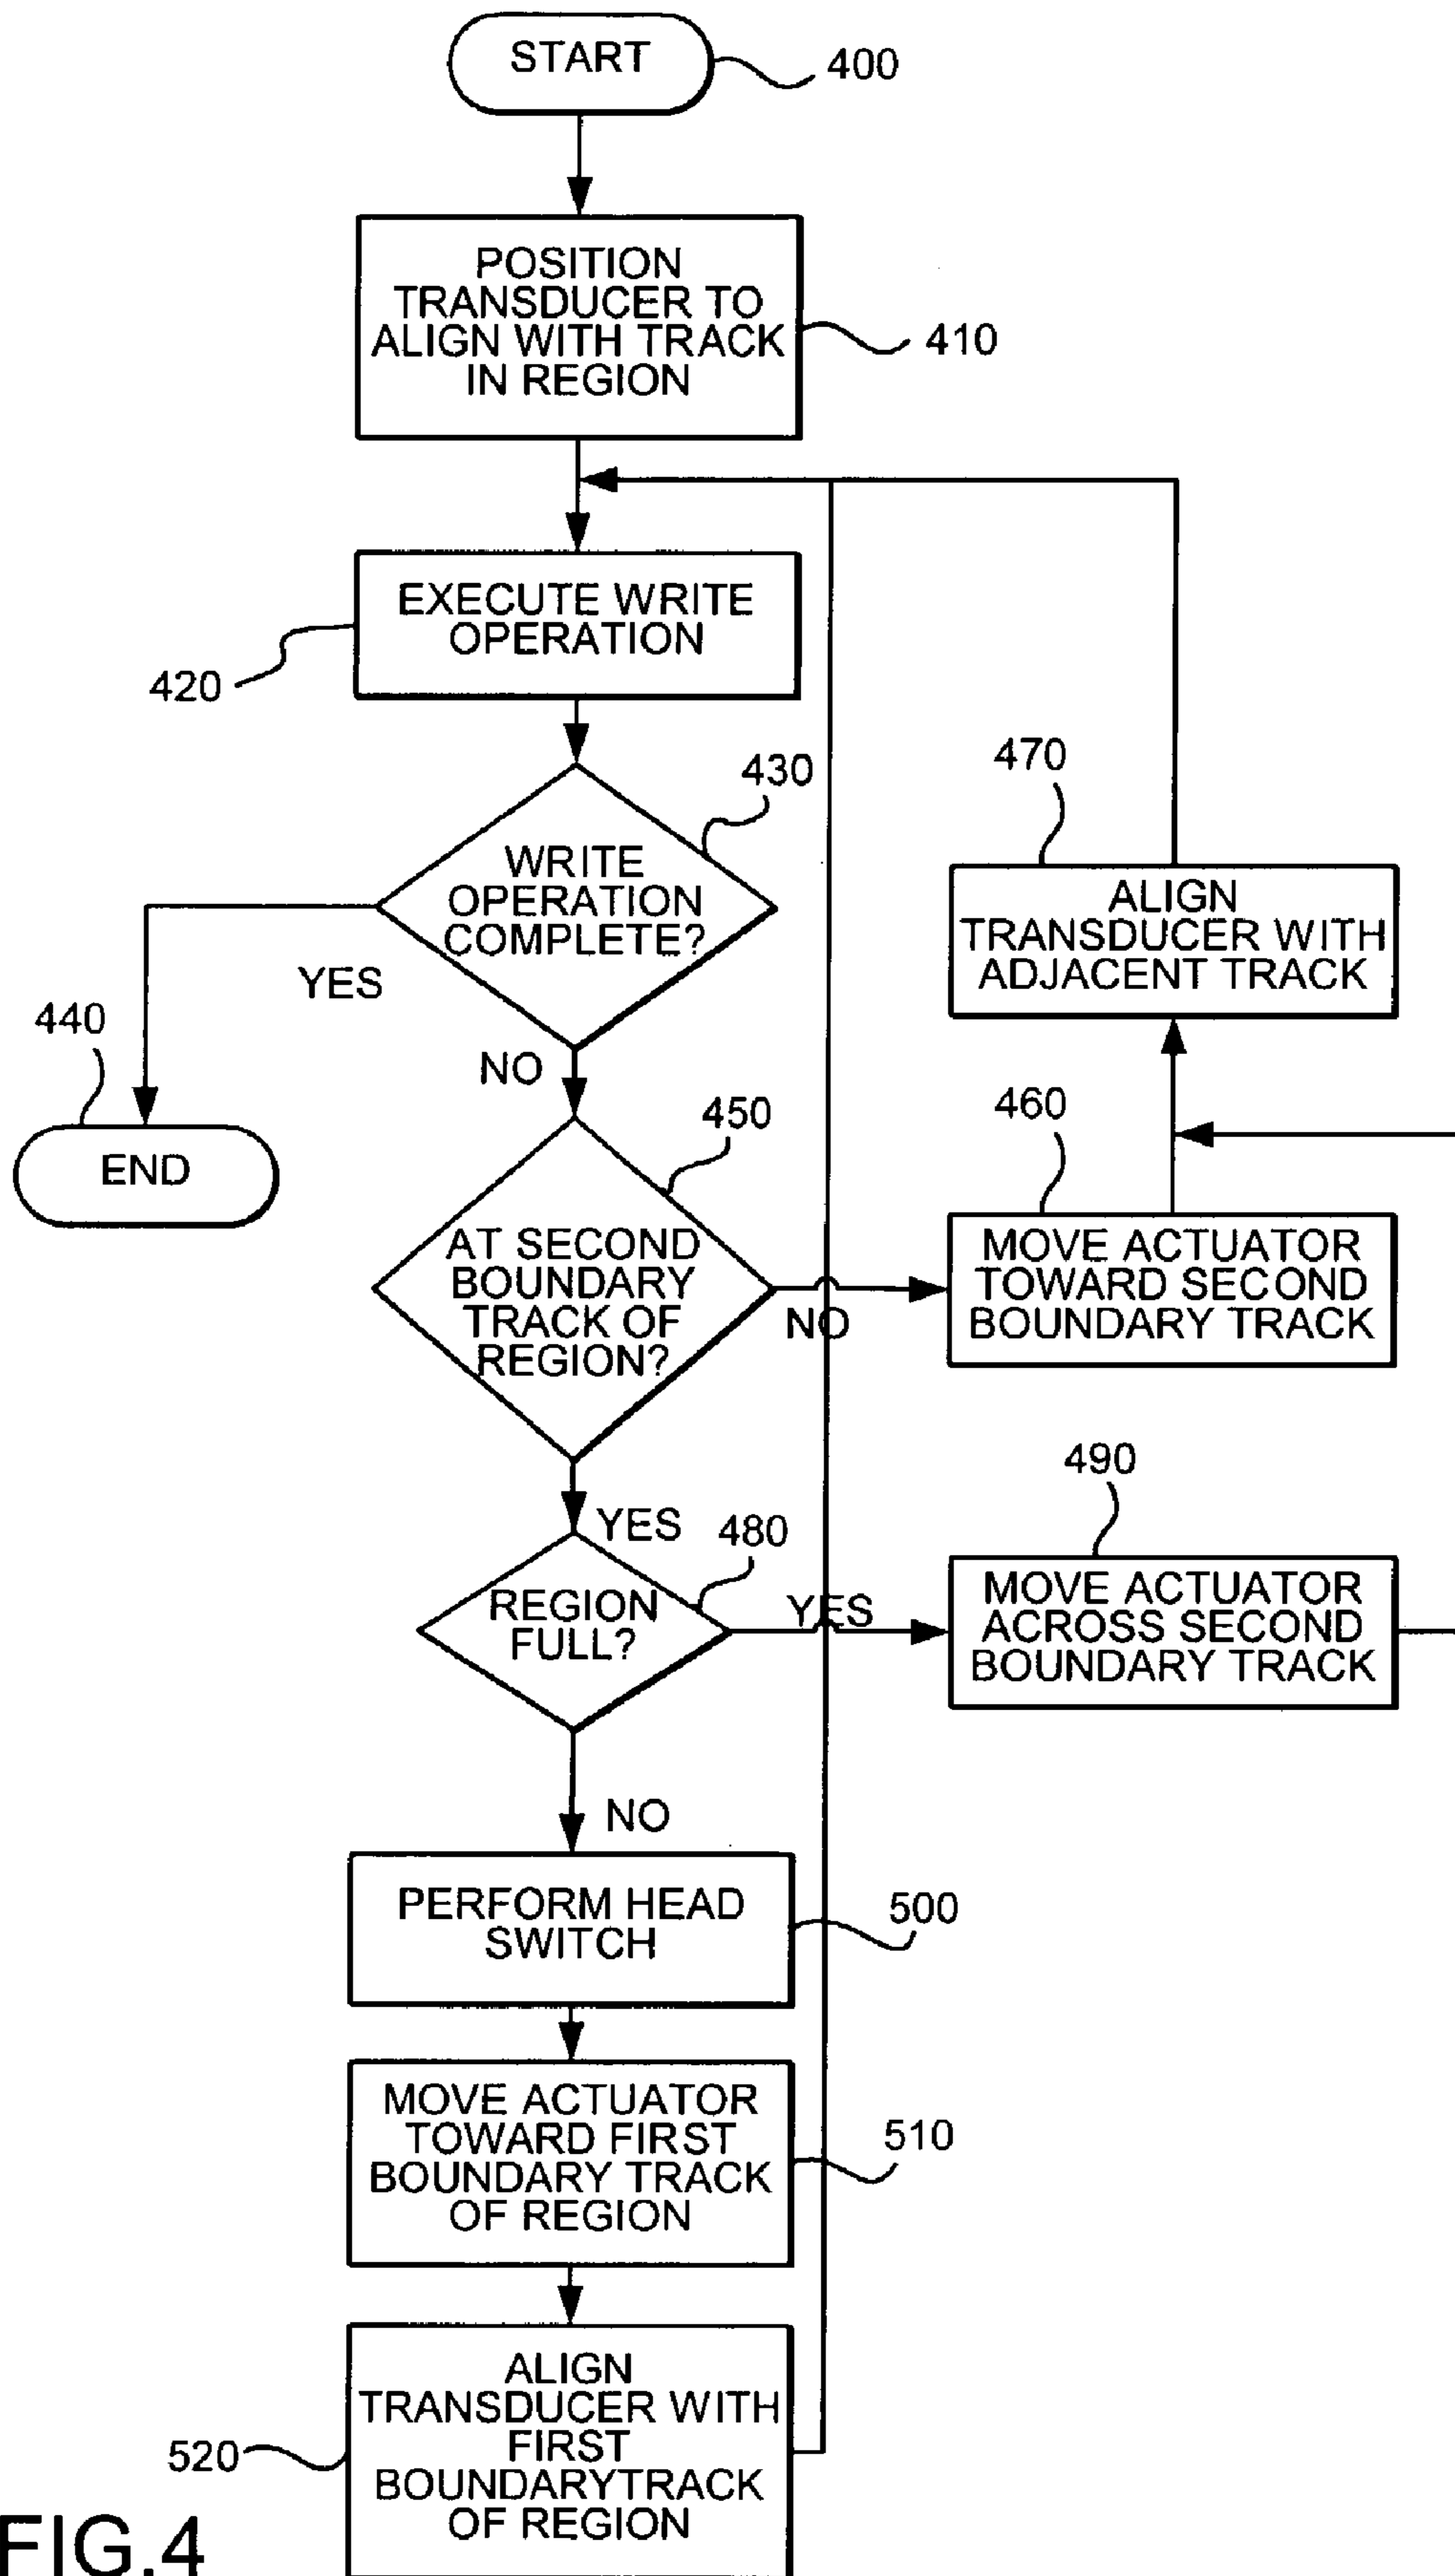 START
400
POSITION
TRANSDUCER TO
ALIGN WITH TRACK
IN REGION
410
EXECUTE WRITE
OPERATION
420
WRITE
OPERATION
COMPLETE?
430
YES
NO
440
END
470
ALIGN
TRANSDUCER WITH
ADJACENT TRACK
450
AT SECOND
BOUNDARY
TRACK OF
REGION?
NO
460
MOVE ACTUATOR
TOWARD SECOND
BOUNDARY TRACK
YES
480
REGION
FULL?
YES
490
MOVE ACTUATOR
ACROSS SECOND
BOUNDARY TRACK
NO
PERFORM HEAD
SWITCH
500
MOVE ACTUATOR
TOWARD FIRST
BOUNDARY TRACK
OF REGION
510
ALIGN
TRANSDUCER WITH
FIRST
BOUNDARYTRACK
OF REGION
520
FIG.4